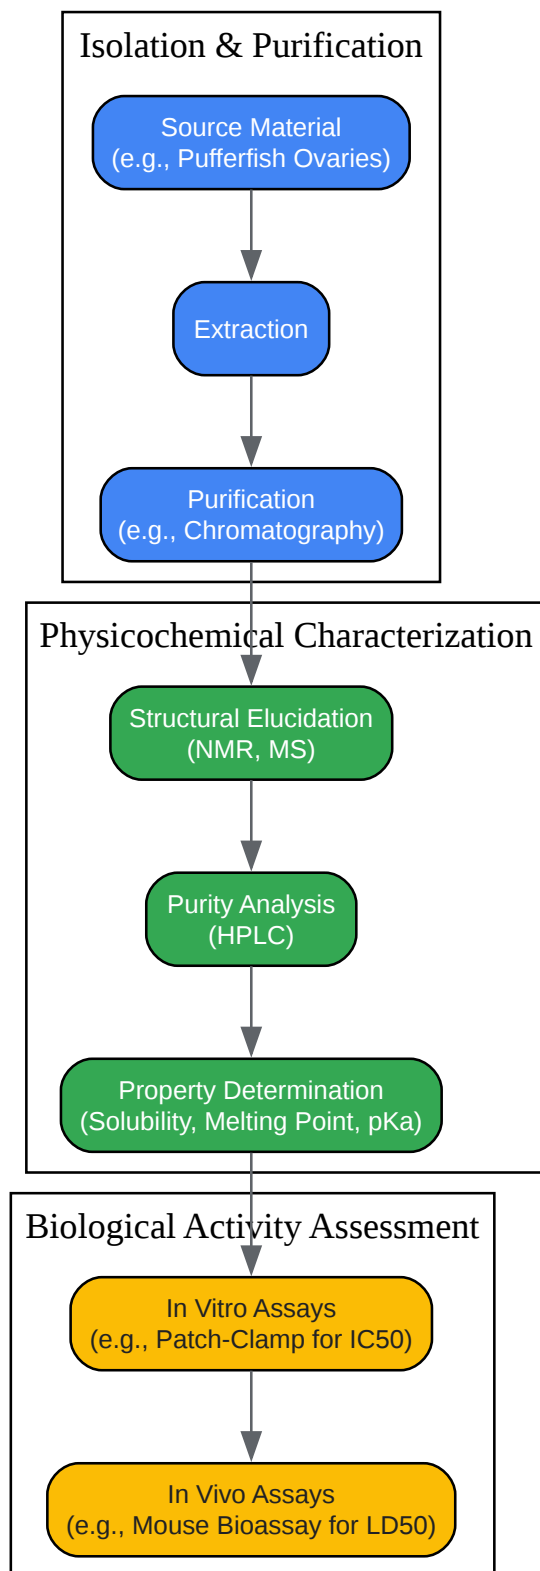 Isolation & Purification
Source Material
(e.g., Pufferfish Ovaries)
Extraction
Purification
(e.g., Chromatography)
Physicochemical Characterization
Structural Elucidation
(NMR, MS)
Purity Analysis
(HPLC)
Property Determination
(Solubility, Melting Point, pKa)
Biological Activity Assessment
In Vitro Assays
(e.g., Patch-Clamp for IC50)
In Vivo Assays
(e.g., Mouse Bioassay for LD50)